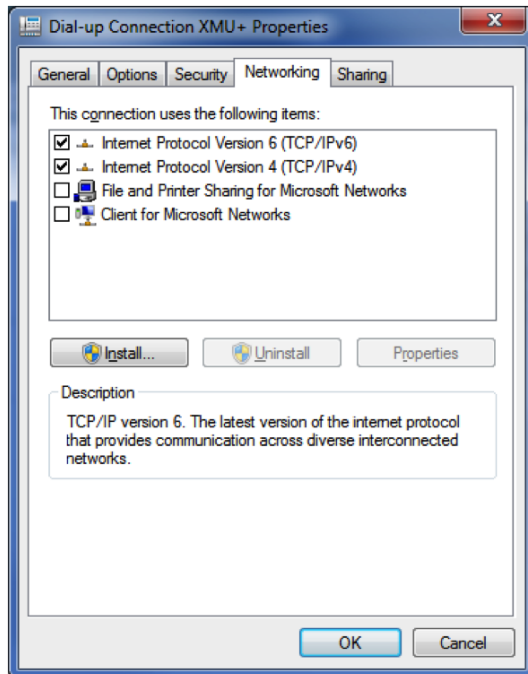 Dial-up Connection XMU+ Properties
General Options Security Networking Sharing
This connection uses the following items:
Internet Protocol Version 6 (TCP/IPv6)
Internet Protocol Version 4 (TCP/IPv4)
File and Printer Sharing for Microsoft Networks
Client for Microsoft Networks
Install... Uninstall Properties
Description
TCP/IP version 6. The latest version of the internet protocol
that provides communication across diverse interconnected
networks.
OK Cancel